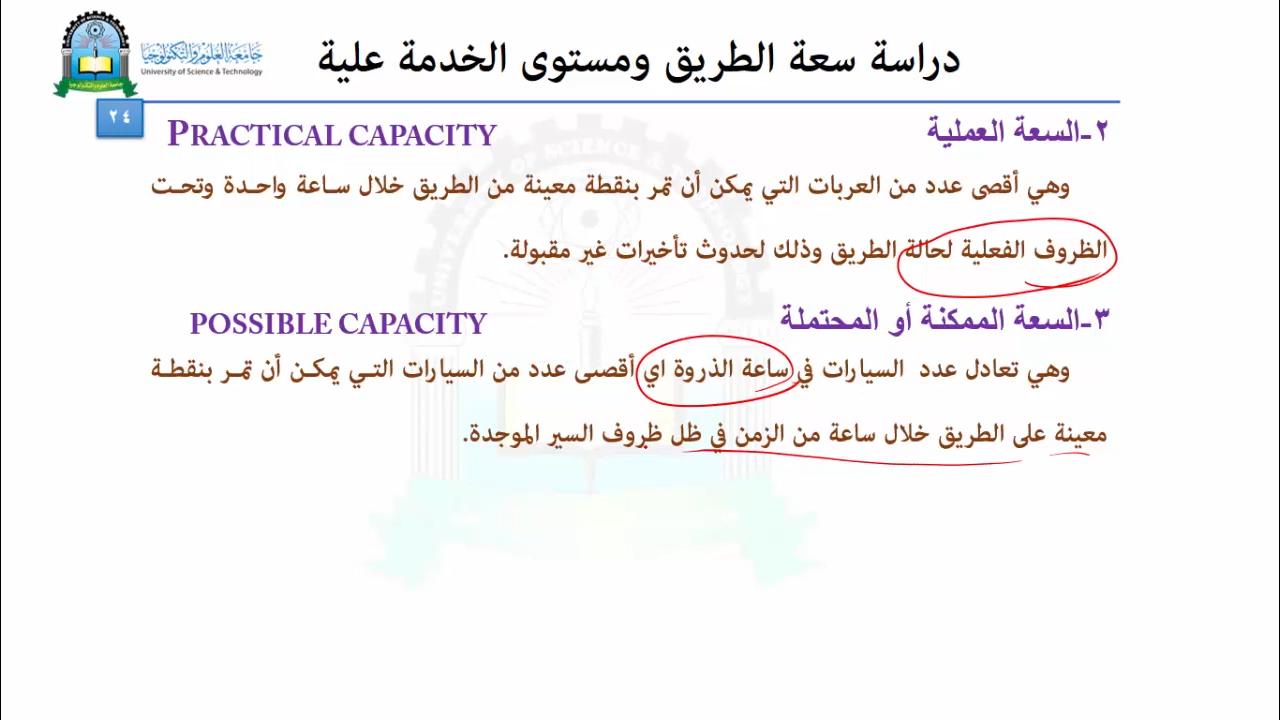 جامعة العلوم والتكنولوجيا
University of Science & Technology
دراسة سعة الطريق ومستوى الخدمة علية
٢٤
٢-السعة العملية PRACTICAL CAPACITY
وهي أقصى عدد من العربات التي يمكن أن تمر بنقطة معينة من الطريق خلال ساعة واحدة وتحت
الظروف الفعلية لحالة الطريق وذلك لحدوث تأخيرات غير مقبولة.
٣-السعة الممكنة أو المحتملة POSSIBLE CAPACITY
وهي تعادل عدد السيارات في ساعة الذروة اي أقصى عدد من السيارات التي يمكن أن تمر بنقطة
معينة على الطريق خلال ساعة من الزمن في ظل ظروف السير الموجدة.